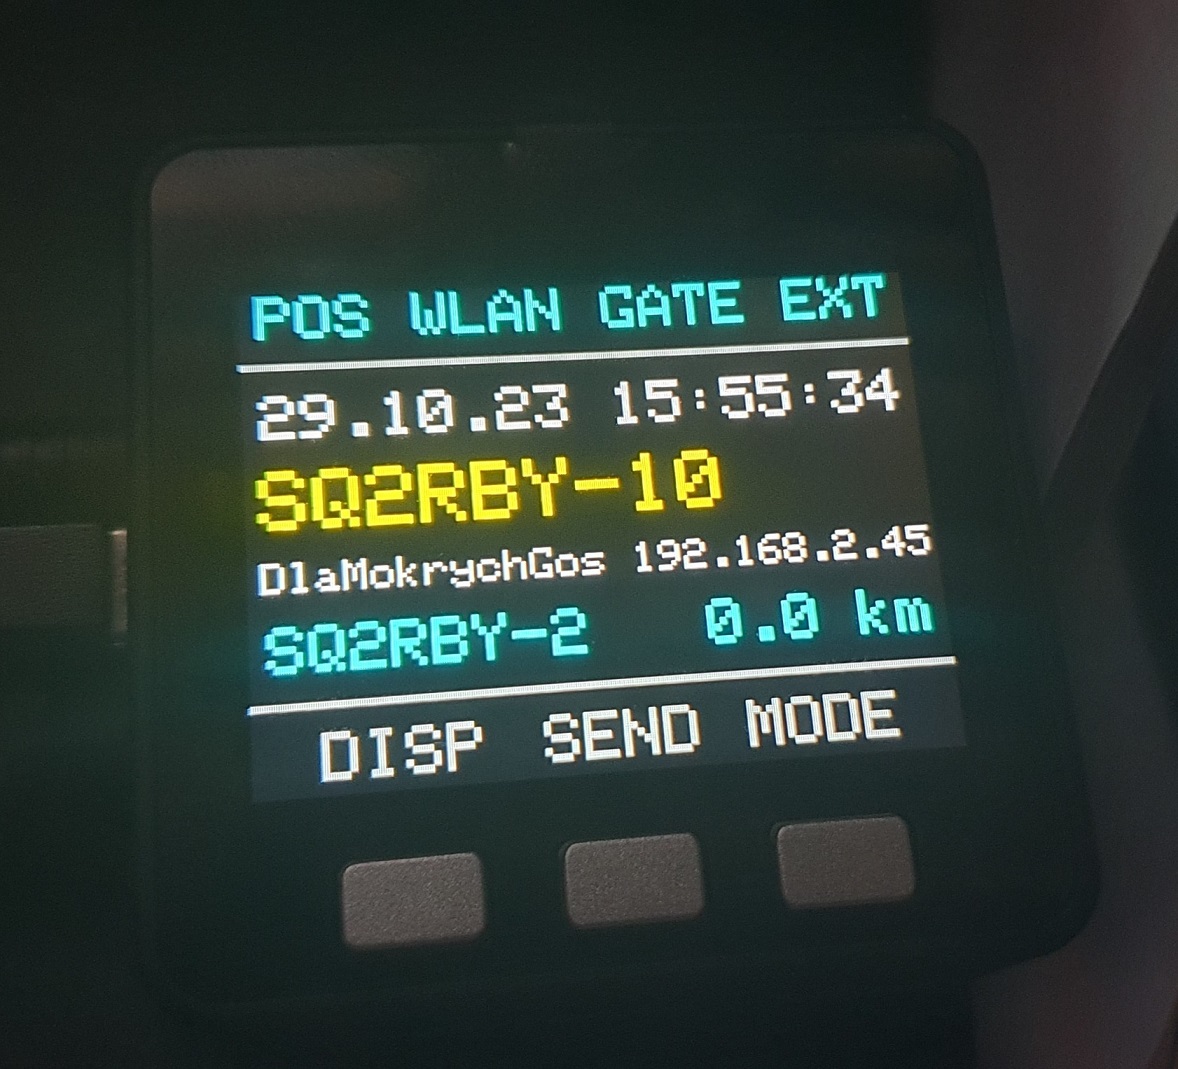 POS WLAN GATE EXT
29.10.23 15:55:34
SQ2RBY-10
DlaMokrychGos 192.168.2.45
SQ2RBY-2 0.0 km
DISP SEND MODE